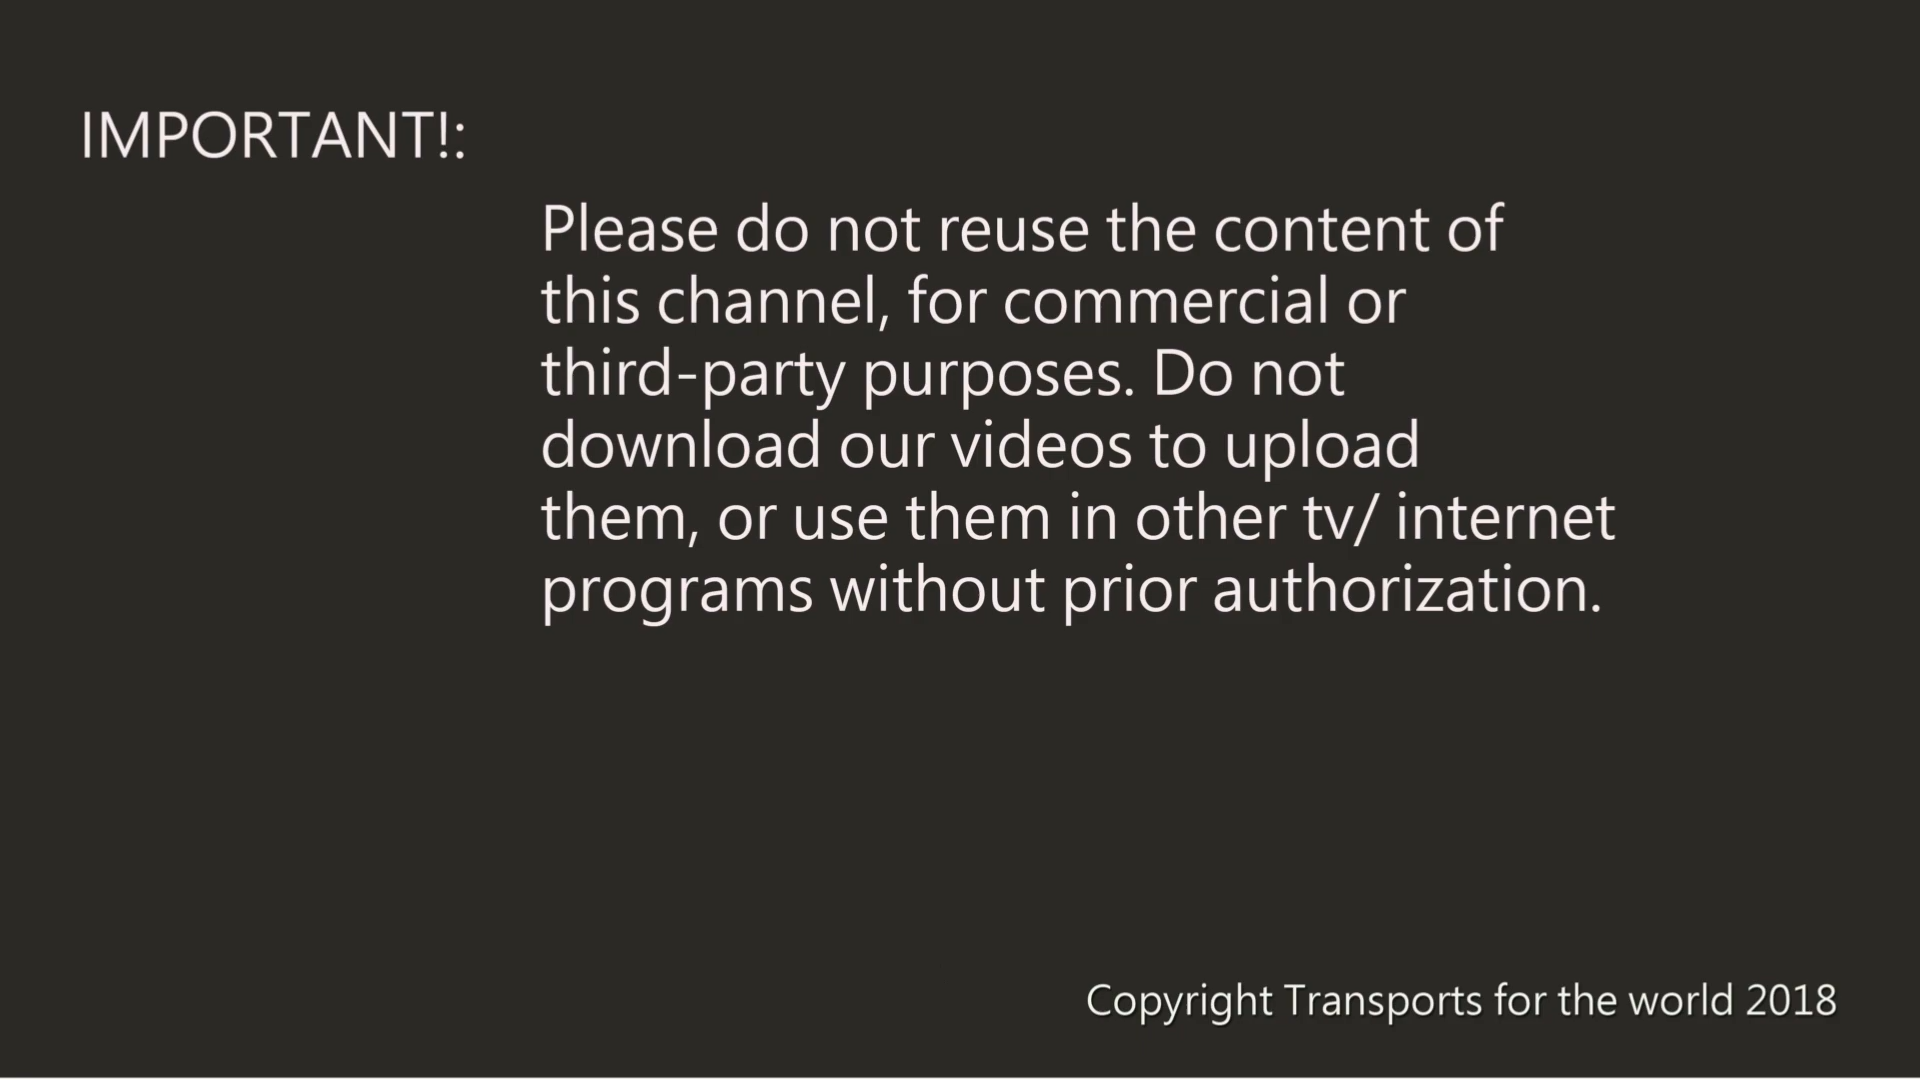 IMPORTANT!:
Please do not reuse the content of
this channel, for commercial or
third-party purposes. Do not
download our videos to upload
them, or use them in other tv/ internet
programs without prior authorization.
Copyright Transports for the world 2018